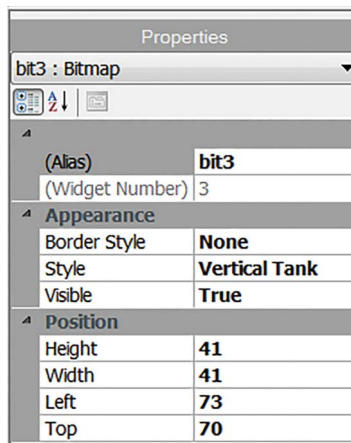 Properties
bit3 : Bitmap
A Z
(Alias) bit3
(Widget Number) 3
Appearance
Border Style None
Style Vertical Tank
Visible True
Position
Height 41
Width 41
Left 73
Top 70